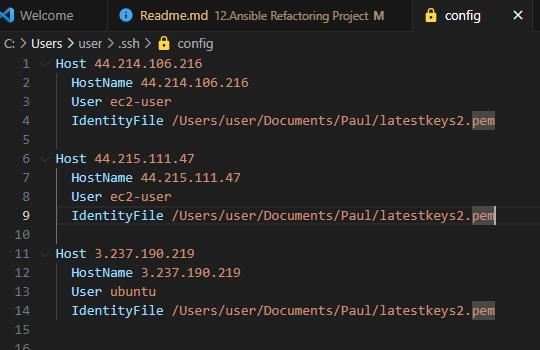 Welcome
Readme.md 12.Ansible Refactoring Project M
config
C: > Users > user > .ssh > config
1 Host 44.214.106.216
2 HostName 44.214.106.216
3 User ec2-user
4 IdentityFile /Users/user/Documents/Paul/latestkeys2.pem
5
6 Host 44.215.111.47
7 HostName 44.215.111.47
8 User ec2-user
9 IdentityFile /Users/user/Documents/Paul/latestkeys2.pem
10
11 Host 3.237.190.219
12 HostName 3.237.190.219
13 User ubuntu
14 IdentityFile /Users/user/Documents/Paul/latestkeys2.pem
15
16